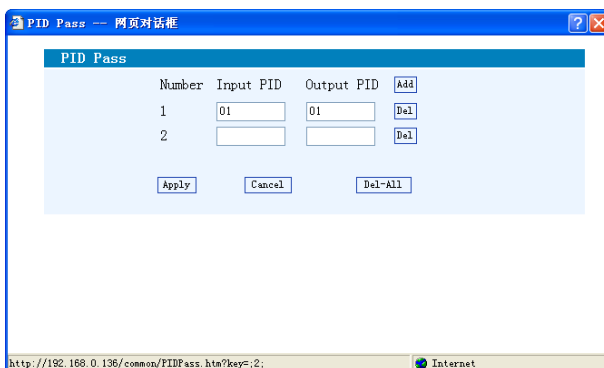 PID Pass -- 网页对话框
PID Pass
Number Input PID Output PID Add
1 01 01 Del
2 Del
Apply Cancel Del-All
http://192.168.0.136/common/PIDPass.htm?key=;2; Internet